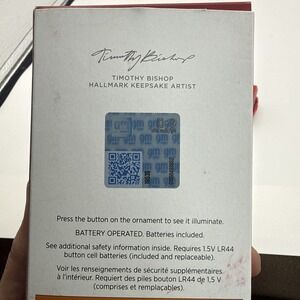 Timothy Bishop
TIMOTHY BISHOP
HALLMARK KEEPSAKE ARTIST
Press the button on the ornament to see it illuminate.
BATTERY OPERATED. Batteries included.
See additional safety information inside. Requires 1.5V LR44
button cell batteries (included and replaceable).
Voir les renseignements de sécurité supplémentaires
à l'intérieur. Requiert des piles bouton LR44 de 1,5 V
(comprises et remplaçables).